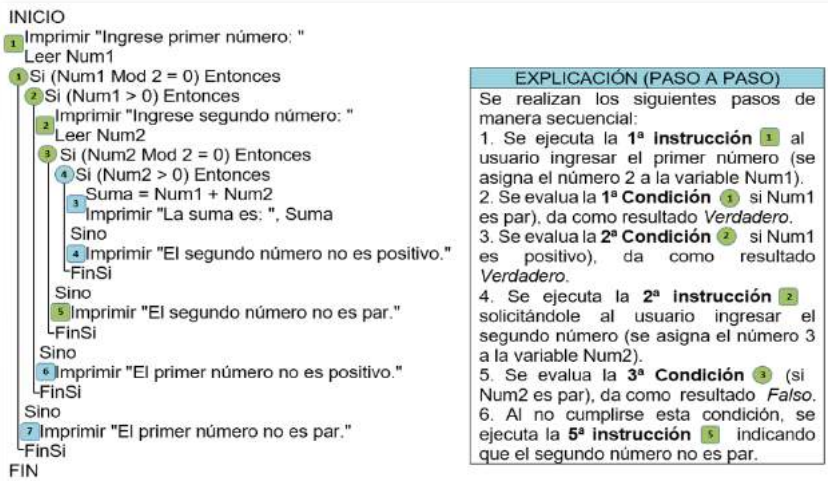 INICIO
1 Imprimir "Ingrese primer número: "
Leer Num1
1 Si (Num1 Mod 2 = 0) Entonces
2 Si (Num1 > 0) Entonces
Imprimir "Ingrese segundo número: "
2 Leer Num2
3 Si (Num2 Mod 2 = 0) Entonces
4 Si (Num2 > 0) Entonces
3 Suma = Num1 + Num2
Imprimir "La suma es: ", Suma
Sino
4 Imprimir "El segundo número no es positivo."
FinSi
Sino
5 Imprimir "El segundo número no es par."
FinSi
Sino
6 Imprimir "El primer número no es positivo."
FinSi
Sino
7 Imprimir "El primer número no es par."
FinSi
FIN
EXPLICACIÓN (PASO A PASO)
Se realizan los siguientes pasos de
manera secuencial:
1. Se ejecuta la 1ª instrucción 1 al
usuario ingresar el primer número (se
asigna el número 2 a la variable Num1).
2. Se evalua la 1ª Condición 1 si Num1
es par), da como resultado Verdadero.
3. Se evalua la 2ª Condición 2 si Num1
es positivo), da como resultado
Verdadero.
4. Se ejecuta la 2ª instrucción 2
solicitándole al usuario ingresar el
segundo número (se asigna el número 3
a la variable Num2).
5. Se evalua la 3ª Condición 3 (si
Num2 es par), da como resultado Falso.
6. Al no cumplirse esta condición, se
ejecuta la 5ª instrucción 5 indicando
que el segundo número no es par.